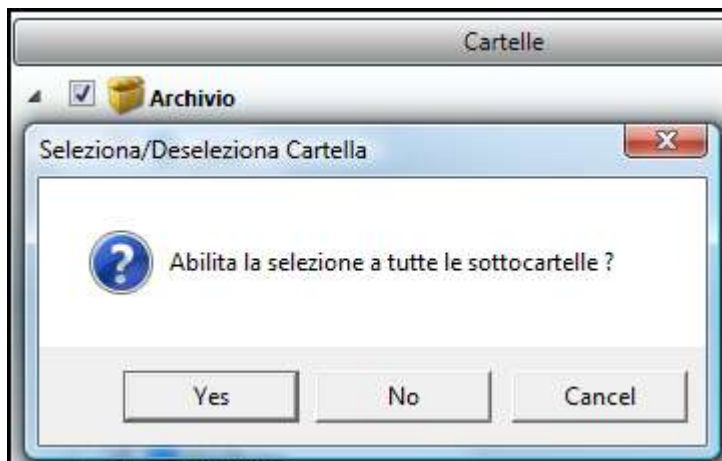 Cartelle
Archivio
Seleziona/Deseleziona Cartella
Abilita la selezione a tutte le sottocartelle ?
Yes
No
Cancel